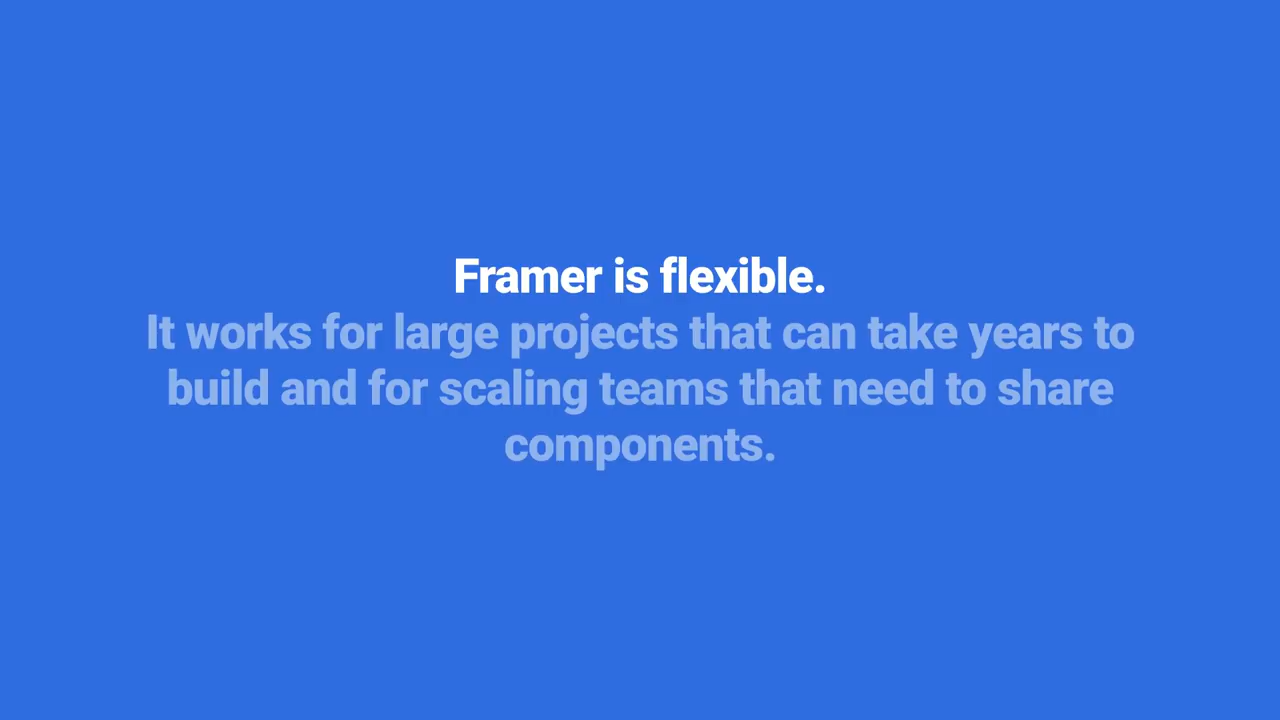 Framer is flexible.
It works for large projects that can take years to
build and for scaling teams that need to share
components.